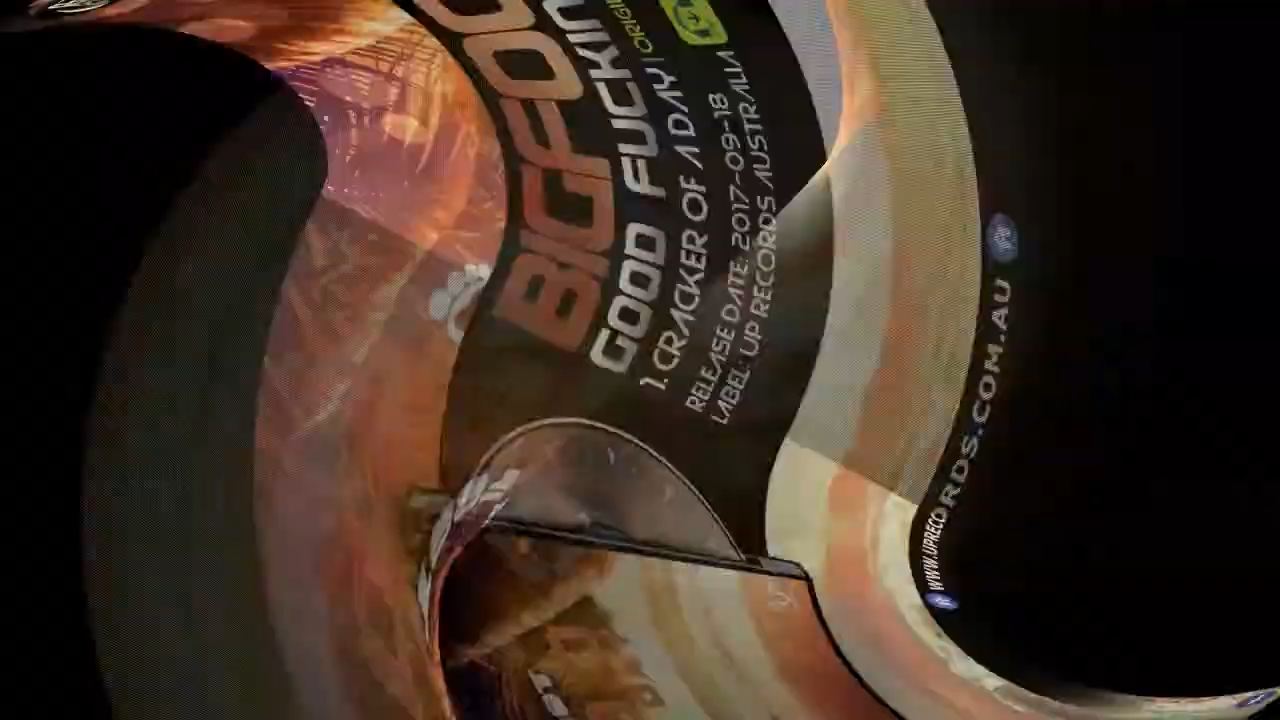 BIGFOO
GOOD FUCKIN
1. CRACKER OF A DAY | ORIGI
RELEASE DATE: 2017-09-18
LABEL: UP RECORDS AUSTRALIA
WWW.UPRECORDS.COM.AU